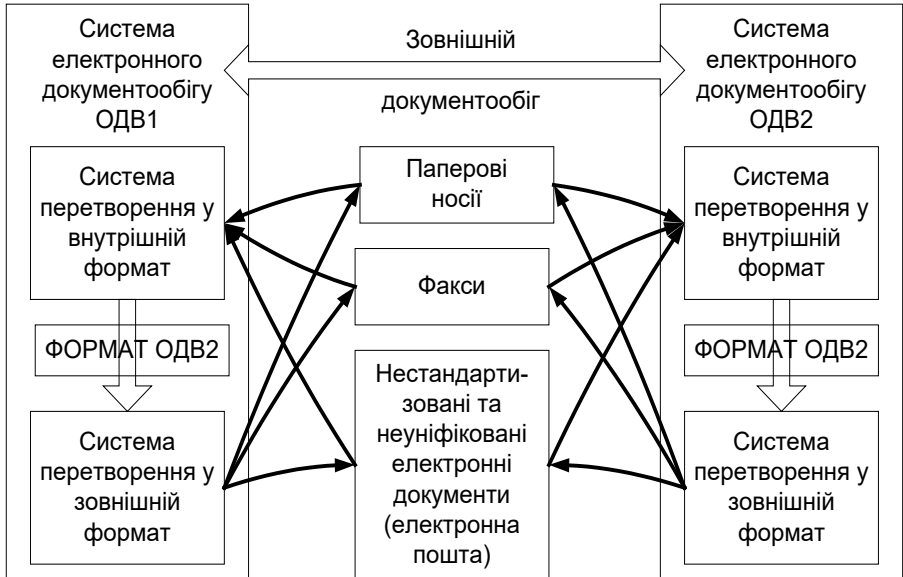 Система
електронного
документообігу
ОДВ1
Зовнішній
документообіг
Система
електронного
документообігу
ОДВ2
Система
перетворення у
внутрішній
формат
ФОРМАТ ОДВ2
Система
перетворення у
зовнішній
формат
Паперові
носії
Факси
Нестандарти-
зовані та
неуніфіковані
електронні
документи
(електронна
пошта)
Система
перетворення у
внутрішній
формат
ФОРМАТ ОДВ2
Система
перетворення у
зовнішній
формат